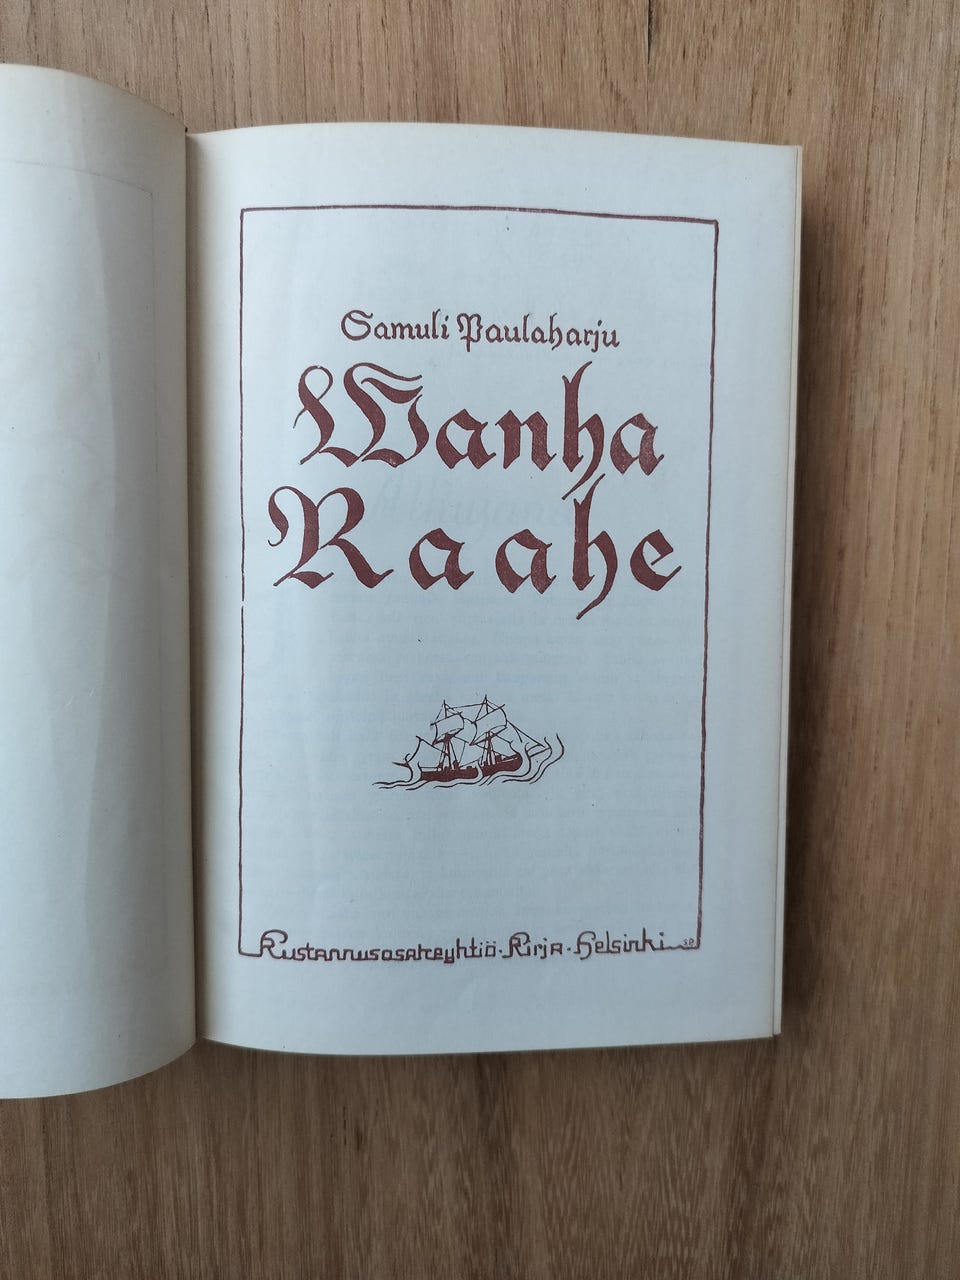 Samuli Paulaharju
Wanha
Raahe
Kustannusosakeyhtiö · Kirja · Helsinki
S.P.